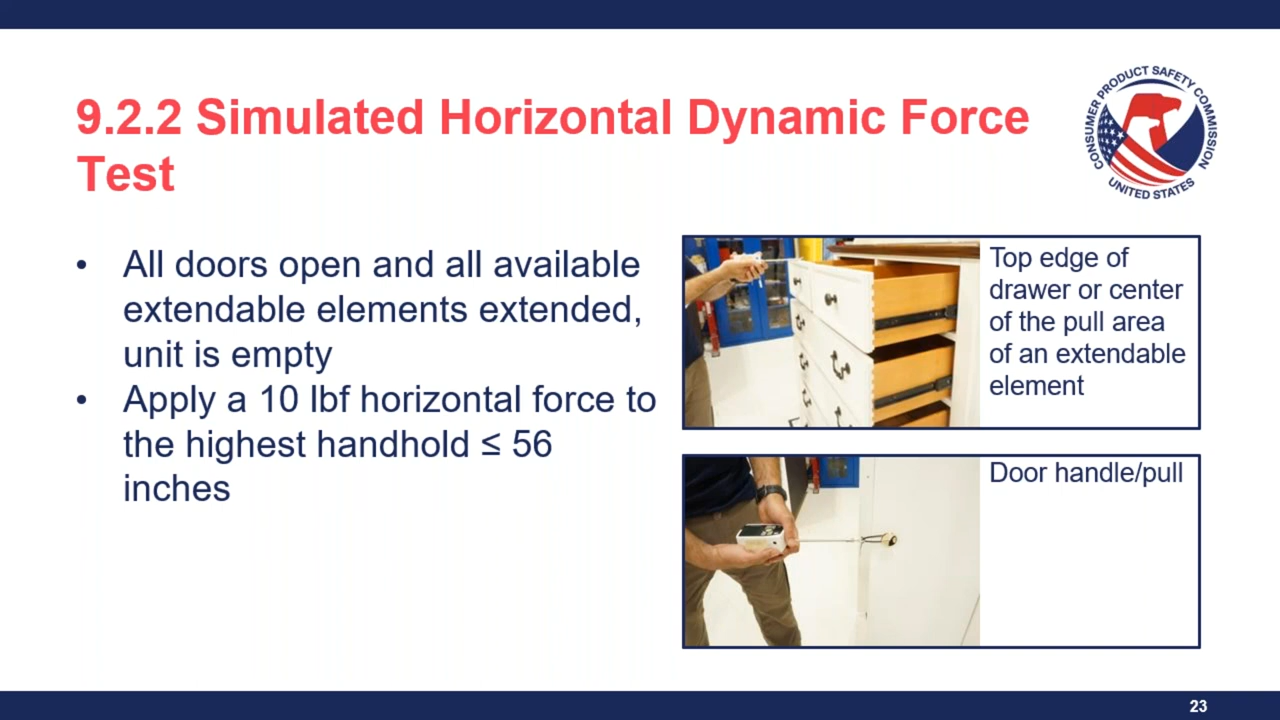 9.2.2 Simulated Horizontal Dynamic Force
Test
CONSUMER PRODUCT SAFETY COMMISSION
UNITED STATES
• All doors open and all available
extendable elements extended,
unit is empty
• Apply a 10 lbf horizontal force to
the highest handhold ≤ 56
inches
Top edge of
drawer or center
of the pull area
of an extendable
element
Door handle/pull
23